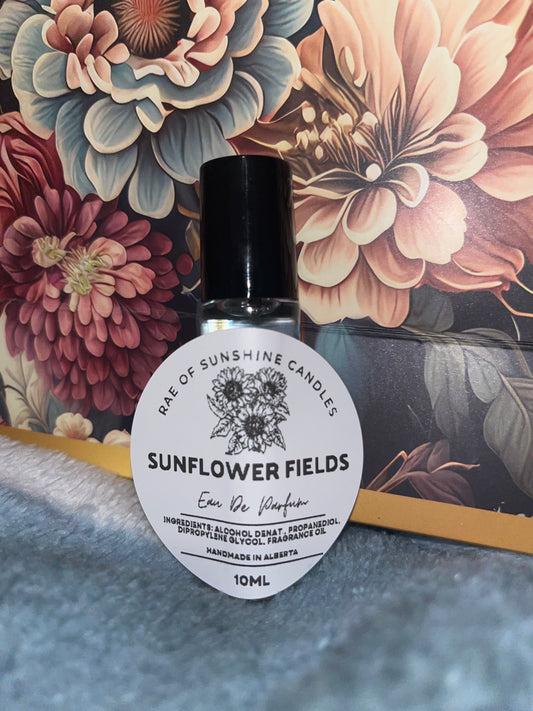 RAE OF SUNSHINE CANDLES
SUNFLOWER FIELDS
Eau De Parfum
INGREDIENTS: ALCOHOL DENAT., PROPANEDIOL,
DIPROPYLENE GLYCOL, FRAGRANCE OIL
HANDMADE IN ALBERTA
10ML